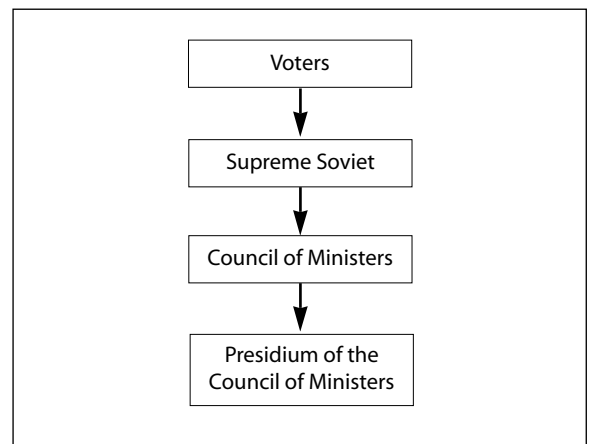 Voters
Supreme Soviet
Council of Ministers
Presidium of the
Council of Ministers